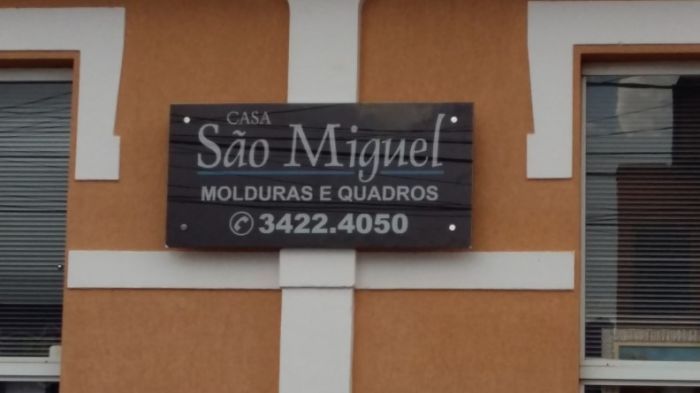 CASA
São Miguel
MOLDURAS E QUADROS
3422.4050